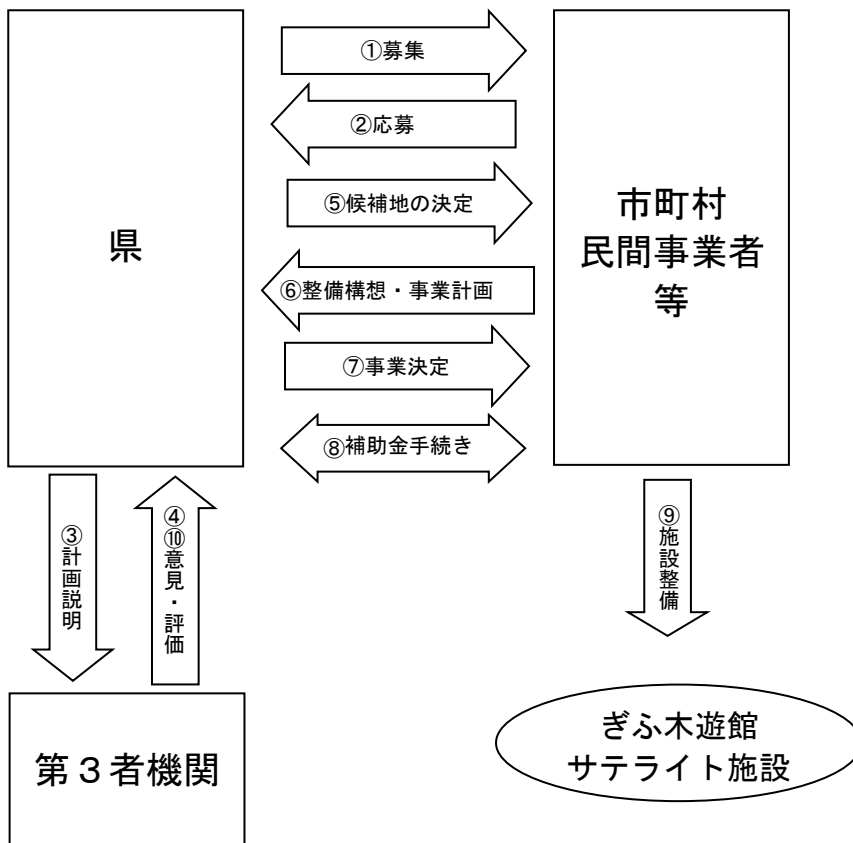 ①募集
②応募
⑤候補地の決定
⑥整備構想・事業計画
⑦事業決定
⑧補助金手続き
県
市町村
民間事業者
等
③計画説明
④⑩意見・評価
⑨施設整備
第３者機関
ぎふ木遊館
サテライト施設